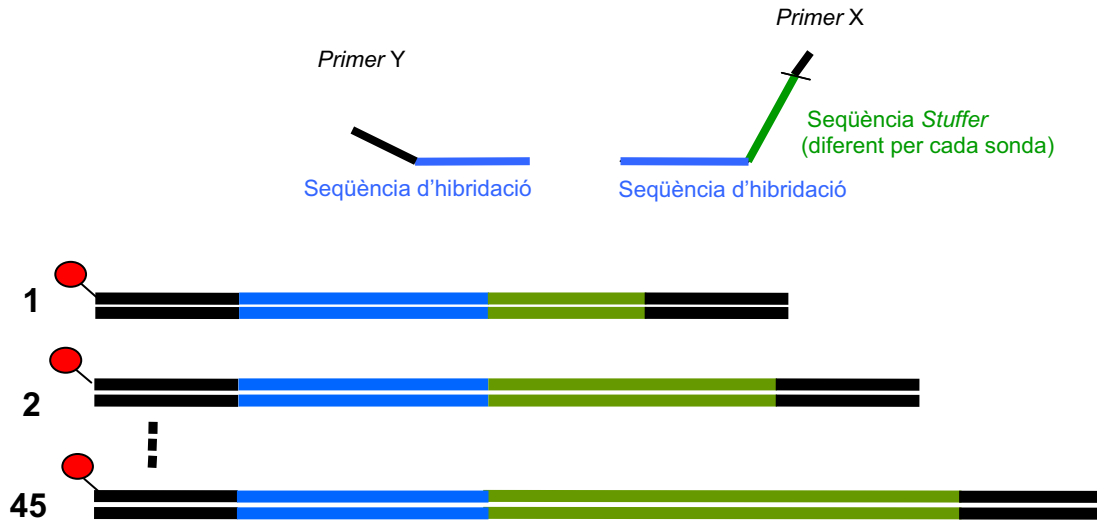 Primer X
Primer Y
Seqüència Stuffer
(diferent per cada sonda)
Seqüència d'hibridació
Seqüència d'hibridació
1
2
45